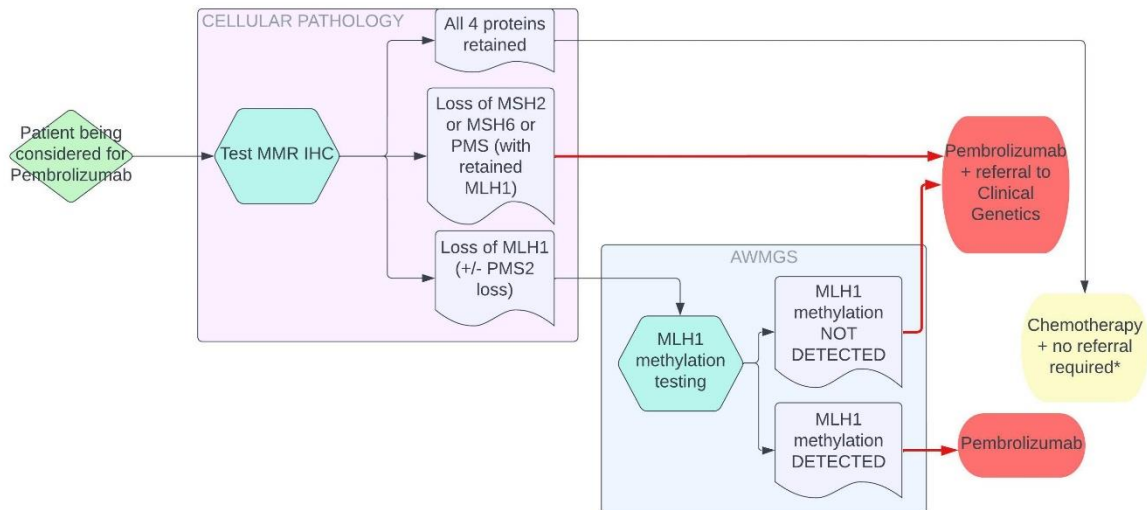 CELLULAR PATHOLOGY
All 4 proteins
retained
Patient being
considered for
Pembrolizumab
Test MMR IHC
Loss of MSH2
or MSH6 or
PMS (with
retained
MLH1)
Pembrolizumab
+ referral to
Clinical
Genetics
Loss of MLH1
(+/- PMS2
loss)
AWMGS
MLH1
methylation
testing
MLH1
methylation
NOT
DETECTED
Chemotherapy
+ no referral
required*
MLH1
methylation
DETECTED
Pembrolizumab